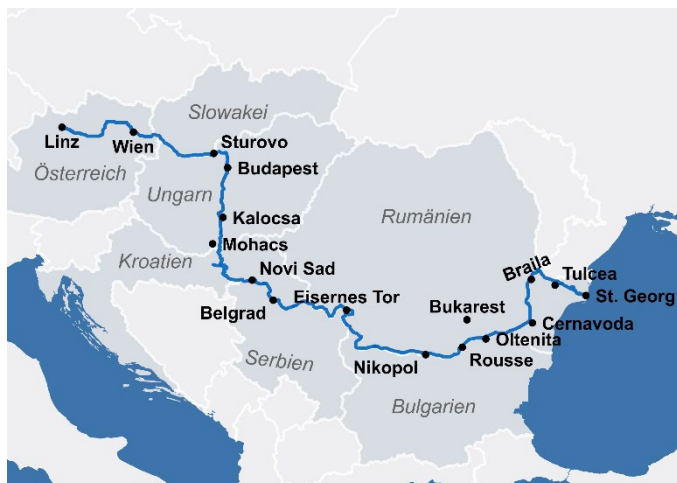 Slowakei
Linz
Wien
Sturovo
Österreich
Budapest
Ungarn
Kalocsa
Rumänien
Mohacs
Kroatien
Novi Sad
Braila
Tulcea
Belgrad
Eisernes Tor
Bukarest
St. Georg
Cernavoda
Oltenita
Serbien
Nikopol
Rousse
Bulgarien